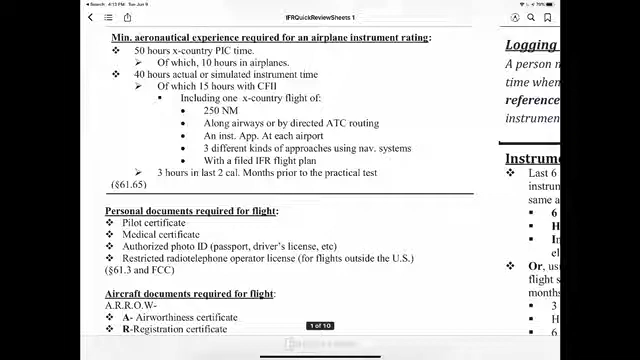 Search 4:13 PM Tue Jun 9
76%
IFRQuickReviewSheets 1
Min. aeronautical experience required for an airplane instrument rating:
❖ 50 hours x-country PIC time.
➢ Of which, 10 hours in airplanes.
❖ 40 hours actual or simulated instrument time
➢ Of which 15 hours with CFII
▪ Including one x-country flight of:
• 250 NM
• Along airways or by directed ATC routing
• An inst. App. At each airport
• 3 different kinds of approaches using nav. systems
• With a filed IFR flight plan
➢ 3 hours in last 2 cal. Months prior to the practical test
(§61.65)
Personal documents required for flight:
❖ Pilot certificate
❖ Medical certificate
❖ Authorized photo ID (passport, driver's license, etc)
❖ Restricted radiotelephone operator license (for flights outside the U.S.)
(§61.3 and FCC)
Aircraft documents required for flight:
A.R.R.O.W-
❖ A- Airworthiness certificate
❖ R-Registration certificate
1 of 10
Logging
A person m
time when
reference
instrumen
Instrum
❖ Last 6
instrun
same a
▪ 6
▪ H
▪ In
el
❖ Or, us
flight s
months
▪ 3
▪ H
▪ 6